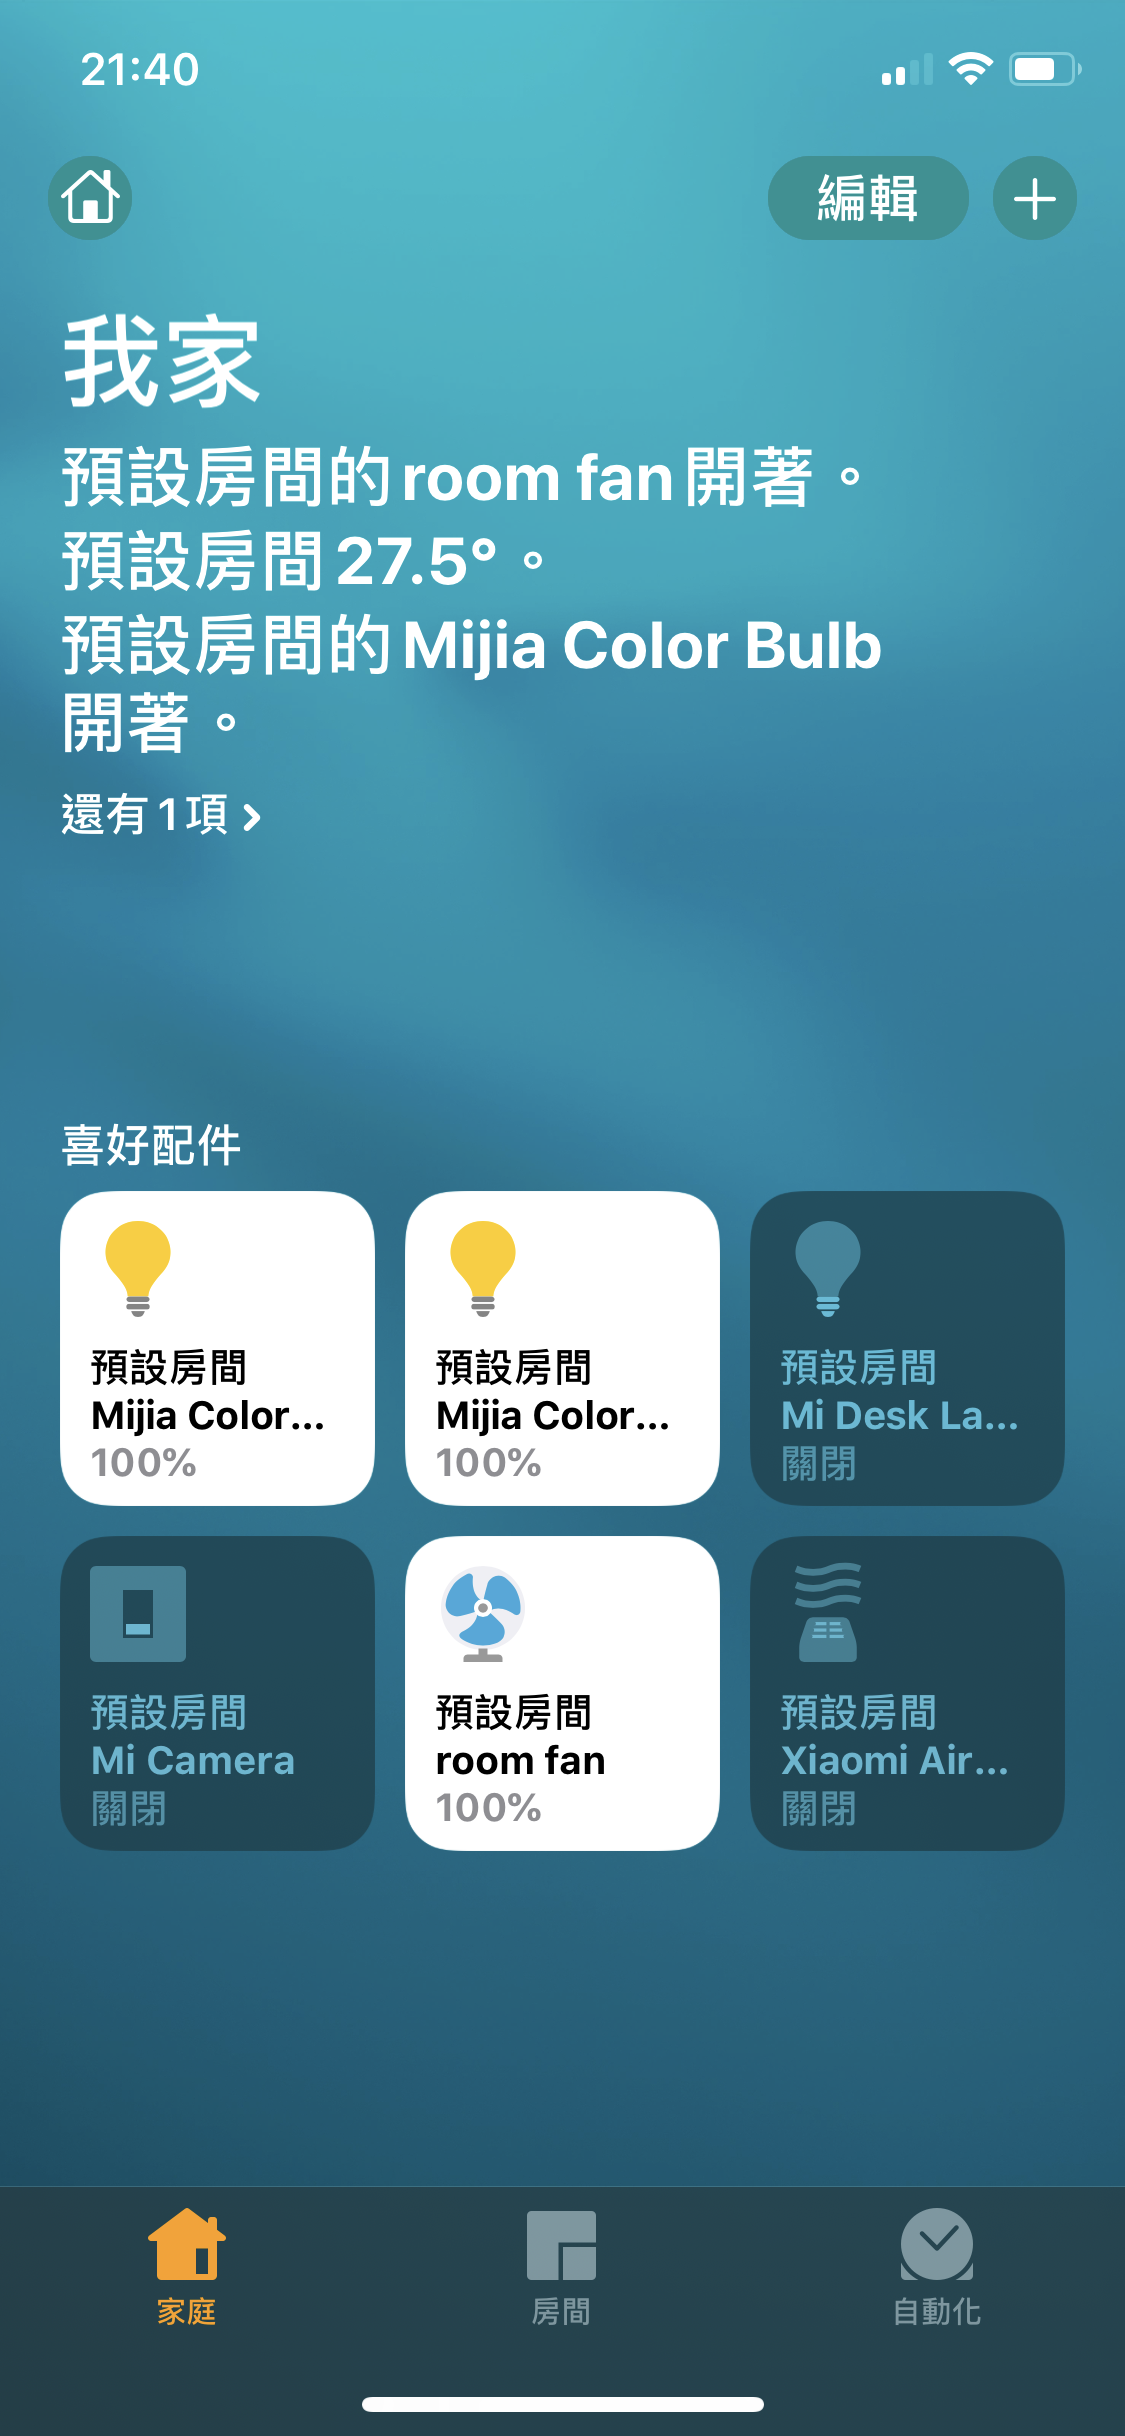 21:40
編輯
我家
預設房間的room fan開著。
預設房間27.5°。
預設房間的Mijia Color Bulb
開著。
還有1項
喜好配件
預設房間
Mijia Color...
100%
預設房間
Mijia Color...
100%
預設房間
Mi Desk La...
關閉
預設房間
Mi Camera
關閉
預設房間
room fan
100%
預設房間
Xiaomi Air...
關閉
家庭
房間
自動化